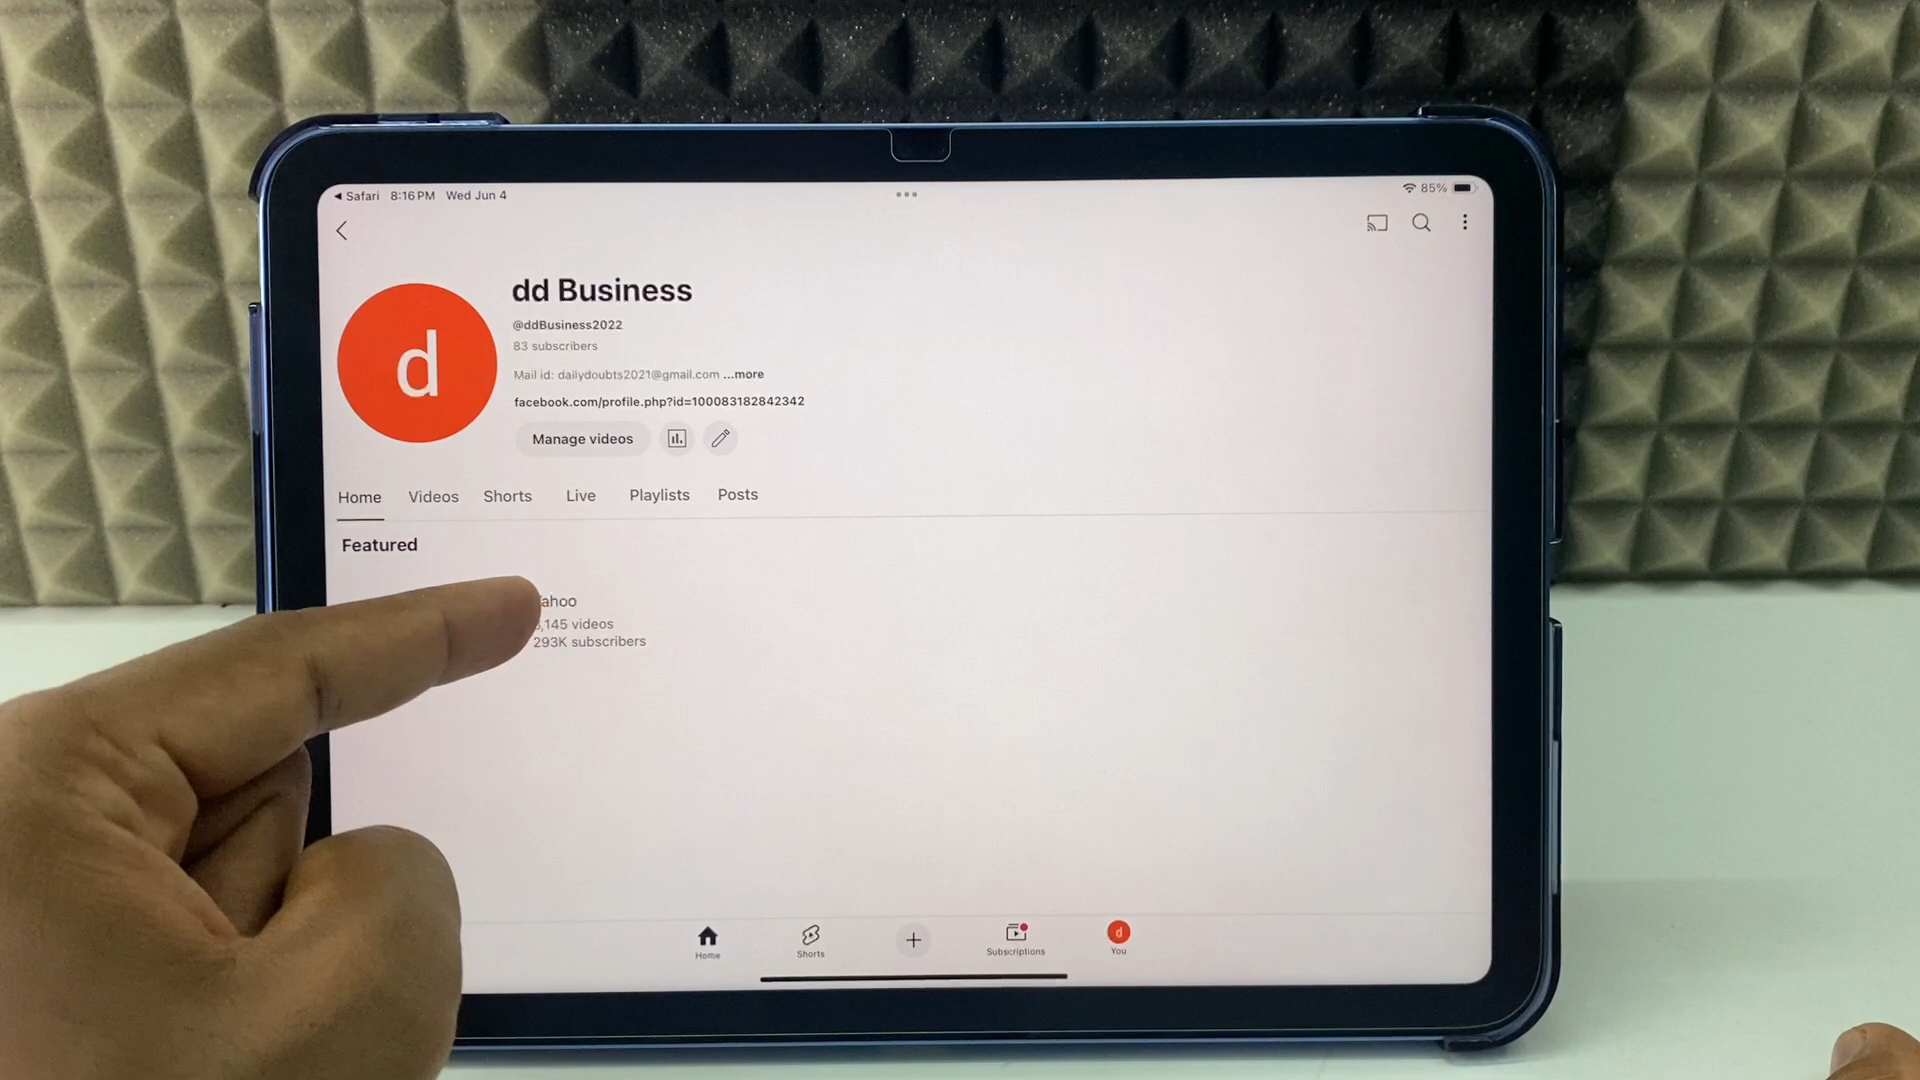 ◀ Safari 8:16 PM Wed Jun 4
85%
d
dd Business
@ddBusiness2022
83 subscribers
Mail id: dailydoubts2021@gmail.com ...more
facebook.com/profile.php?id=100083182842342
Manage videos
Home Videos Shorts Live Playlists Posts
Featured
ahoo
,145 videos
293K subscribers
Home Shorts + Subscriptions d You